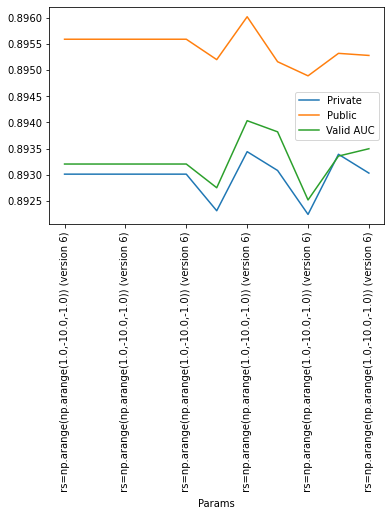 0.8960
0.8955
0.8950
0.8945
0.8940
0.8935
0.8930
0.8925
Private
Public
Valid AUC
rs=np.arange(1.0,-10.0,-1.0)) (version 6)
rs=np.arange(np.arange(1.0,-10.0,-1.0)) (version 6)
rs=np.arange(np.arange(1.0,-10.0,-1.0)) (version 6)
rs=np.arange(np.arange(1.0,-10.0,-1.0)) (version 6)
rs=np.arange(np.arange(1.0,-10.0,-1.0)) (version 6)
rs=np.arange(np.arange(1.0,-10.0,-1.0)) (version 6)
Params